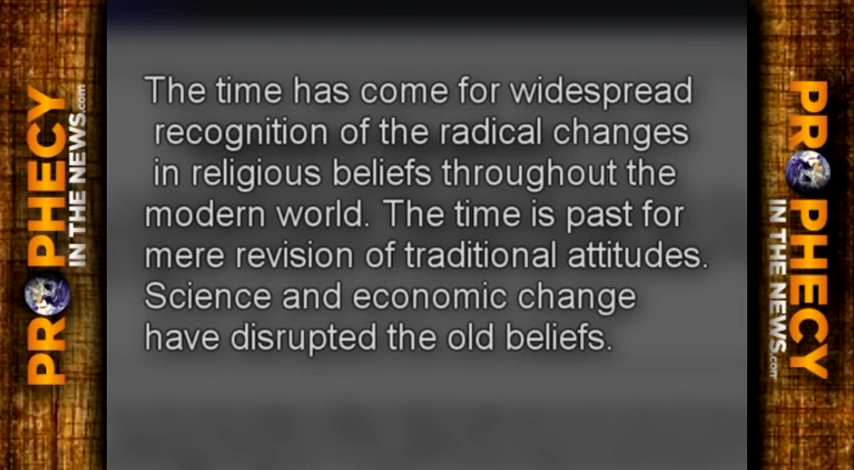 PROPHECY
IN THE NEWS.com
The time has come for widespread
recognition of the radical changes
in religious beliefs throughout the
modern world. The time is past for
mere revision of traditional attitudes.
Science and economic change
have disrupted the old beliefs.
PROPHECY
IN THE NEWS.com